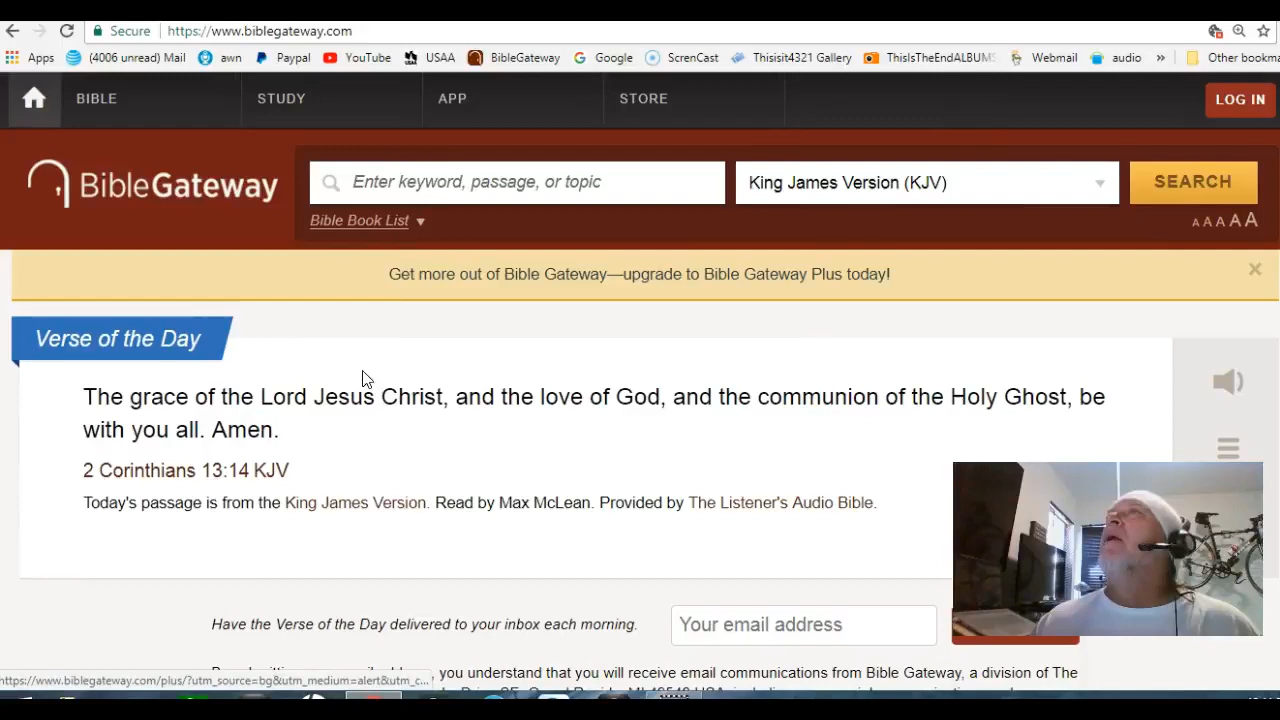 Secure https://www.biblegateway.com
Apps (4006 unread) Mail awn Paypal YouTube USAA BibleGateway Google ScrenCast Thisisit4321 Gallery ThisIsTheEndALBUMS Webmail audio » Other bookma
BIBLE STUDY APP STORE LOG IN
BibleGateway Enter keyword, passage, or topic King James Version (KJV) SEARCH
Bible Book List A A A A A
Get more out of Bible Gateway—upgrade to Bible Gateway Plus today!
Verse of the Day
The grace of the Lord Jesus Christ, and the love of God, and the communion of the Holy Ghost, be
with you all. Amen.
2 Corinthians 13:14 KJV
Today's passage is from the King James Version. Read by Max McLean. Provided by The Listener's Audio Bible.
Have the Verse of the Day delivered to your inbox each morning. Your email address
you understand that you will receive email communications from Bible Gateway, a division of The
https://www.biblegateway.com/plus/?utm_source=bg&utm_medium=alert&utm_c...